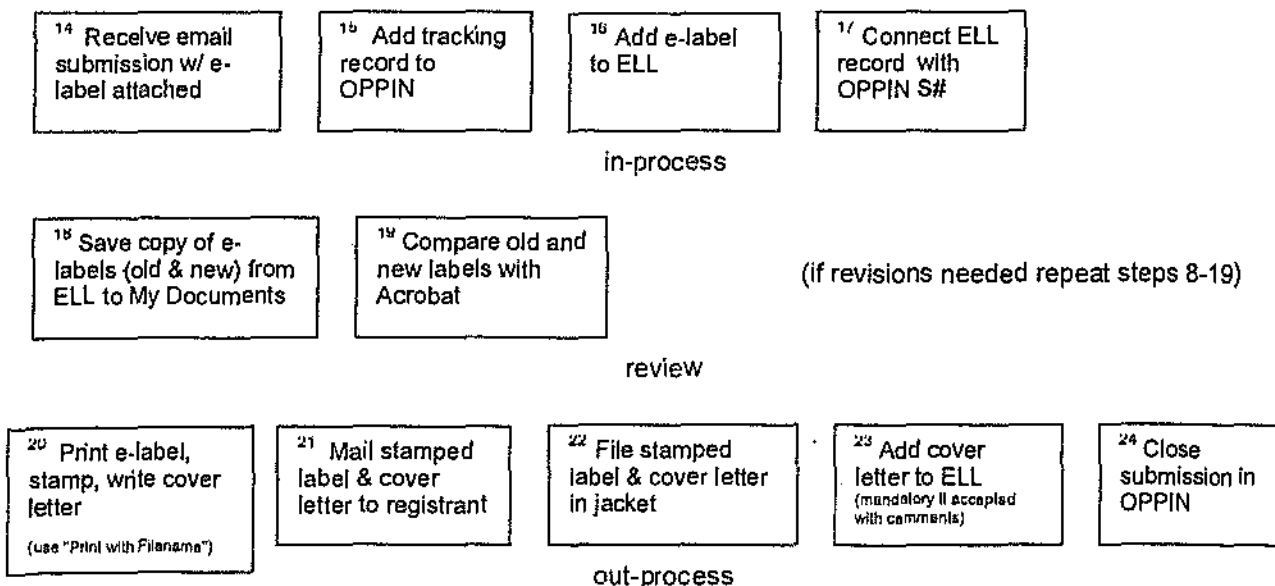 14 Receive email
submission w/ e-
label attached
15 Add tracking
record to
OPPIN
16 Add e-label
to ELL
17 Connect ELL
record with
OPPIN S#
in-process
18 Save copy of e-
labels (old & new) from
ELL to My Documents
19 Compare old and
new labels with
Acrobat
(if revisions needed repeat steps 8-19)
review
20 Print e-label,
stamp, write cover
letter
(use "Print with Filename")
21 Mail stamped
label & cover
letter to registrant
22 File stamped
label & cover letter
in jacket
23 Add cover
letter to ELL
(mandatory if accepted
with comments)
24 Close
submission in
OPPIN
out-process